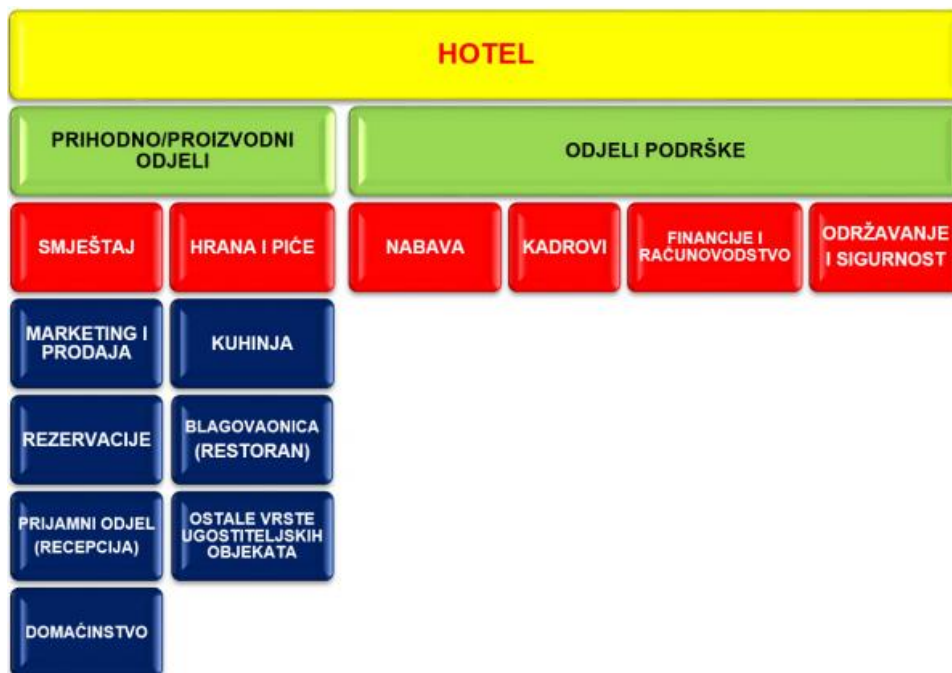 HOTEL
PRIHODNO/PROIZVODNI
ODJELI
ODJELI PODRŠKE
SMJEŠTAJ
HRANA I PIĆE
NABAVA
KADROVI
FINANCIJE I
RAČUNOVODSTVO
ODRŽAVANJE
I SIGURNOST
MARKETING I
PRODAJA
KUHINJA
REZERVACIJE
BLAGOVAONICA
(RESTORAN)
PRIJAMNI ODJEL
(RECEPCIJA)
OSTALE VRSTE
UGOSTITELJSKIH
OBJEKATA
DOMAĆINSTVO